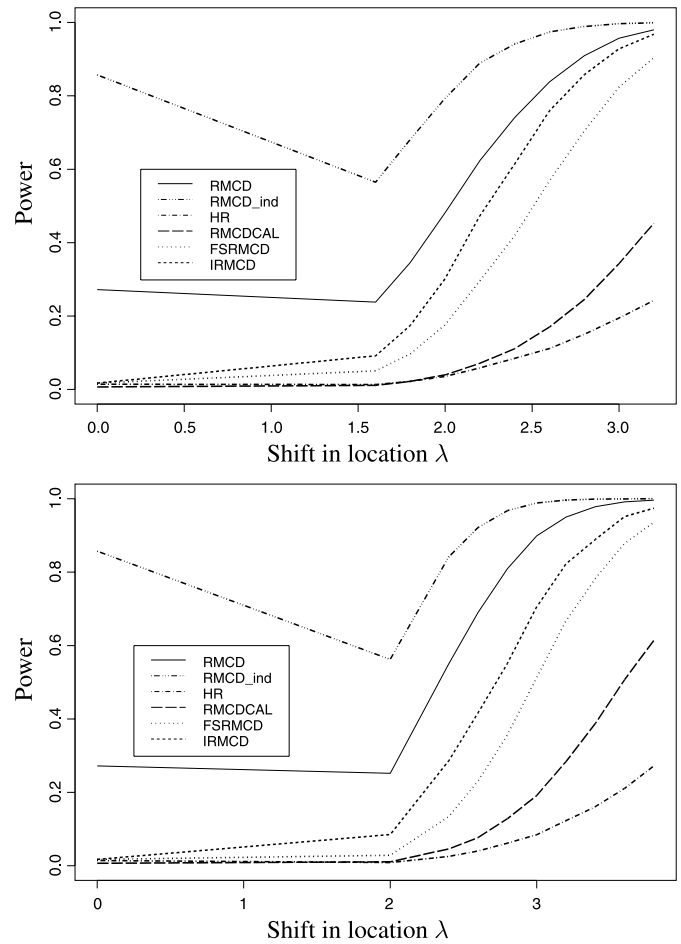 1.0
0.8
0.6
0.4
0.2
0.0
Power
RMCD
RMCD_ind
HR
RMCDCAL
FSRMCD
IRMCD
0.0 0.5 1.0 1.5 2.0 2.5 3.0
Shift in location λ
1.0
0.8
0.6
0.4
0.2
0.0
Power
RMCD
RMCD_ind
HR
RMCDCAL
FSRMCD
IRMCD
0 1 2 3
Shift in location λ